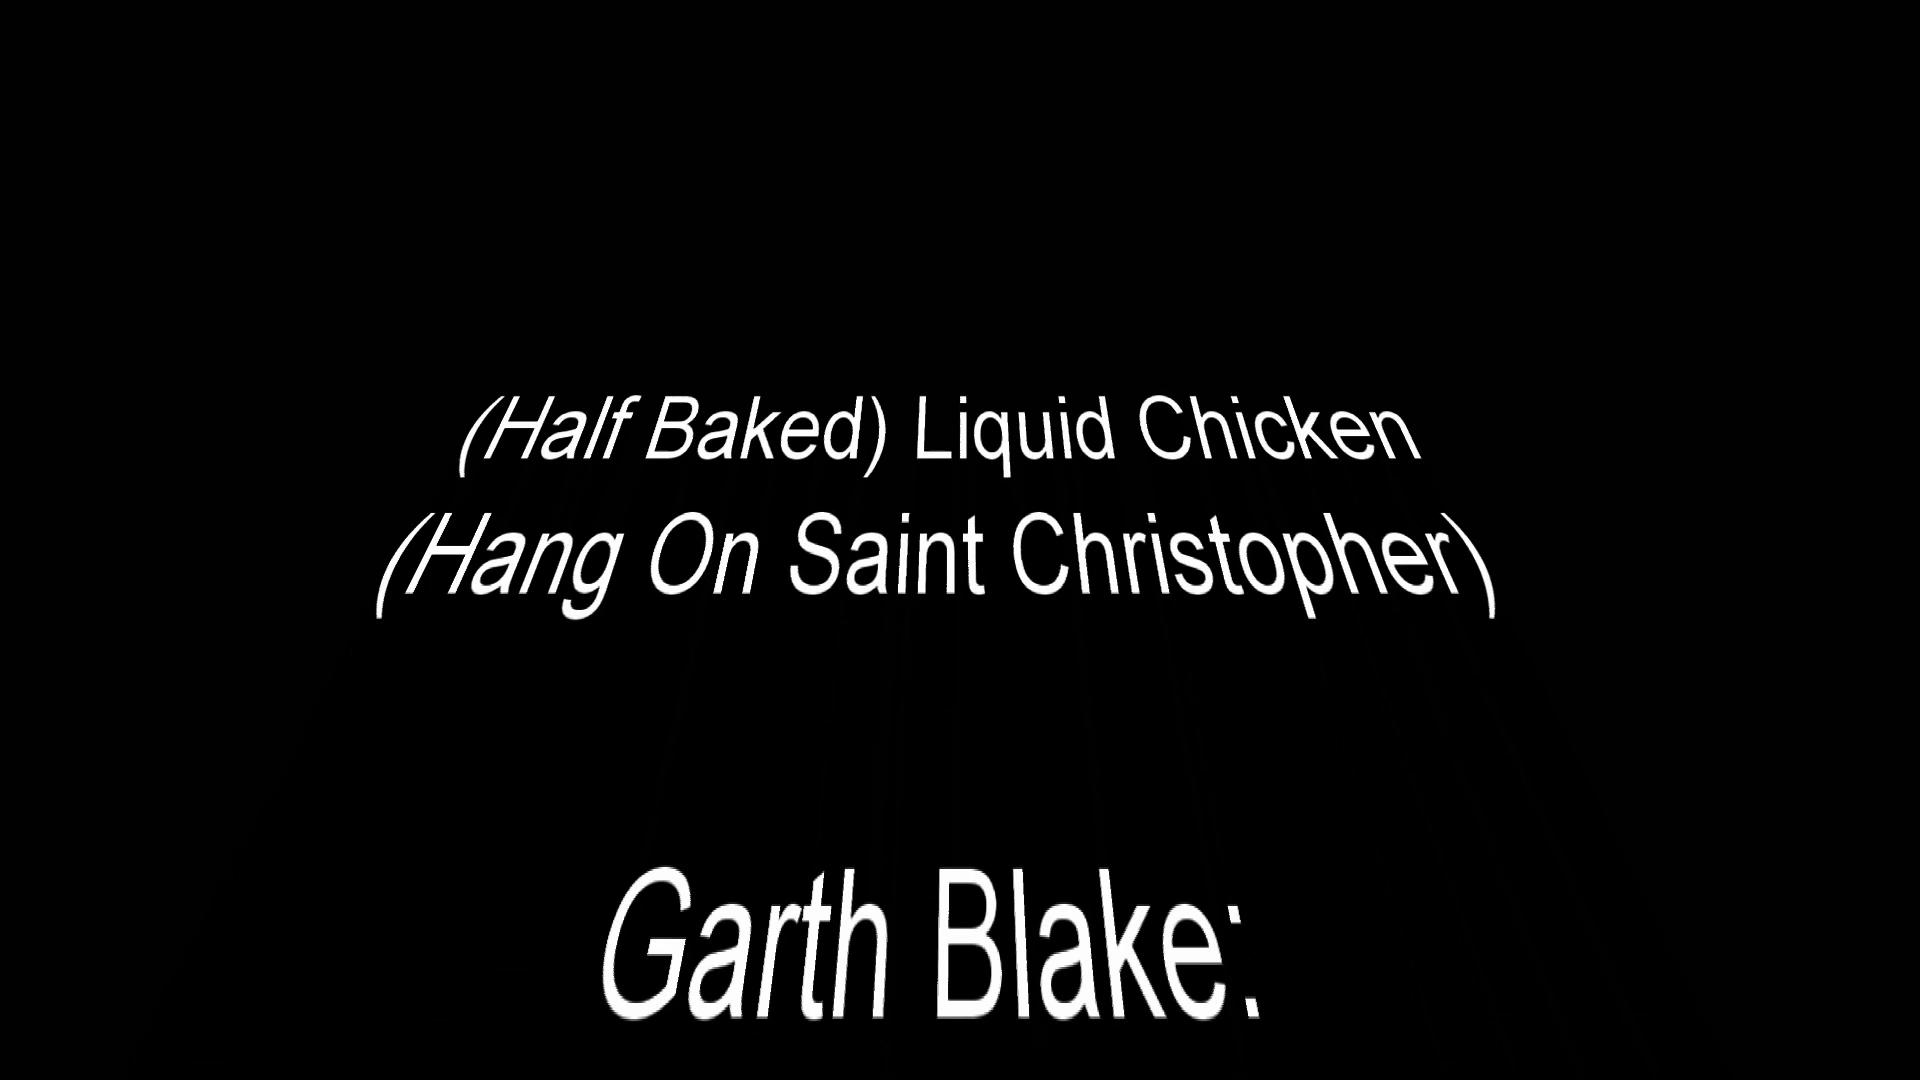 (Half Baked) Liquid Chicken
(Hang On Saint Christopher)
Garth Blake: